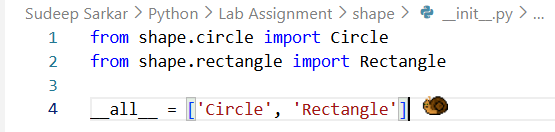 Sudeep Sarkar > Python > Lab Assignment > shape > __init__.py > ...
1 from shape.circle import Circle
2 from shape.rectangle import Rectangle
3
4 __all__ = ['Circle', 'Rectangle']